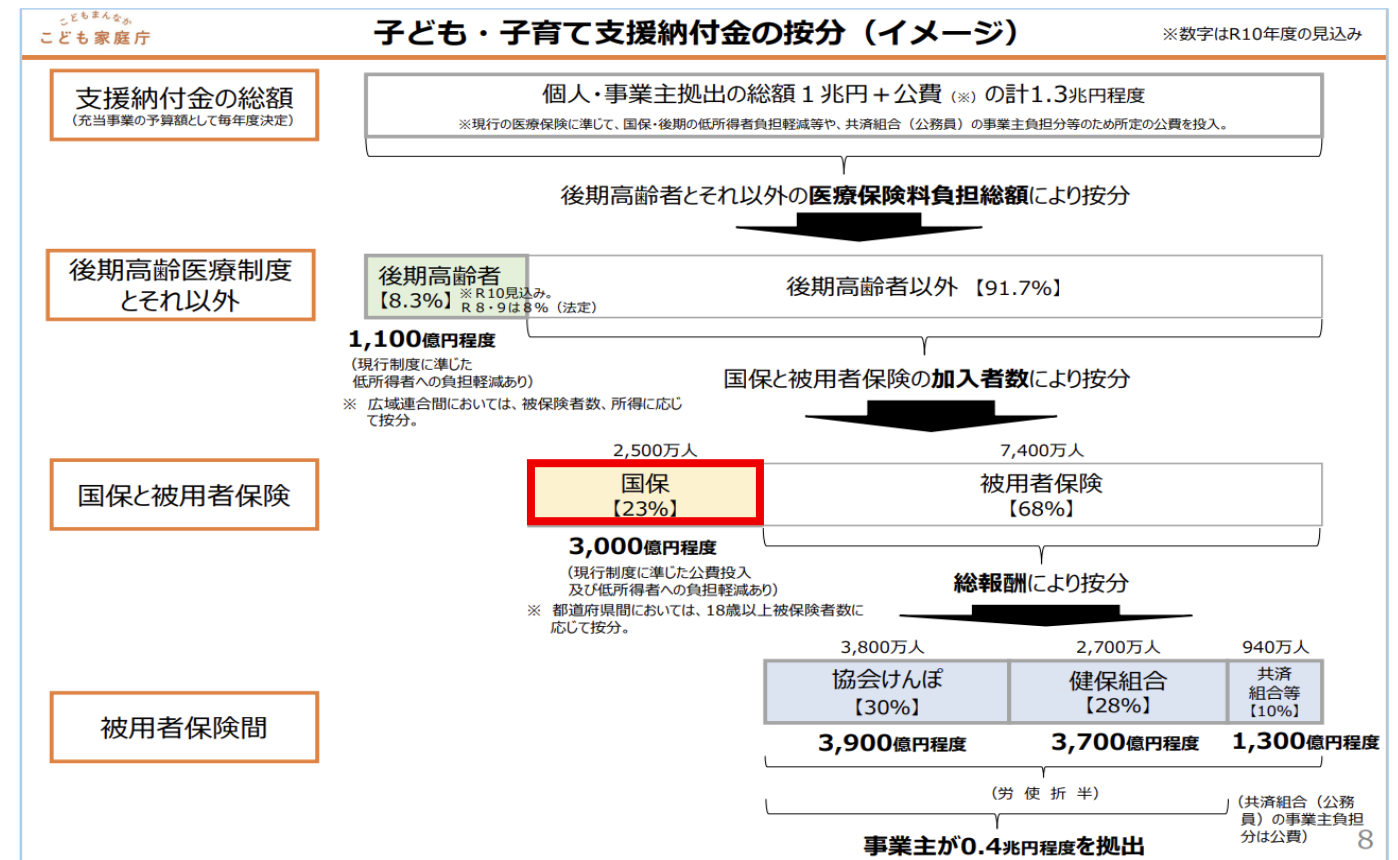 こどもまんなか
こども家庭庁
子ども・子育て支援納付金の按分（イメージ）
※数字はR10年度の見込み
支援納付金の総額
（充当事業の予算額として毎年度決定）
個人・事業主拠出の総額１兆円＋公費（※）の計1.3兆円程度
※現行の医療保険に準じて、国保・後期の低所得者負担軽減等や、共済組合（公務員）の事業主負担分等のため所定の公費を投入。
後期高齢者とそれ以外の医療保険料負担総額により按分
後期高齢医療制度
とそれ以外
後期高齢者
【8.3%】
※R10見込み。
R８・９は8％（法定）
後期高齢者以外【91.7%】
1,100億円程度
（現行制度に準じた
低所得者への負担軽減あり）
※　広域連合間においては、被保険者数、所得に応じ
て按分。
国保と被用者保険の加入者数により按分
国保と被用者保険
2,500万人
国保
【23%】
7,400万人
被用者保険
【68%】
3,000億円程度
（現行制度に準じた公費投入
及び低所得者への負担軽減あり）
※　都道府県間においては、18歳以上被保険者数に
応じて按分。
総報酬により按分
被用者保険間
3,800万人
協会けんぽ
【30%】
2,700万人
健保組合
【28%】
940万人
共済
組合等
【10%】
3,900億円程度
3,700億円程度
1,300億円程度
（労 使 折 半）
事業主が0.4兆円程度を拠出
（共済組合（公務
員）の事業主負担
分は公費）
8